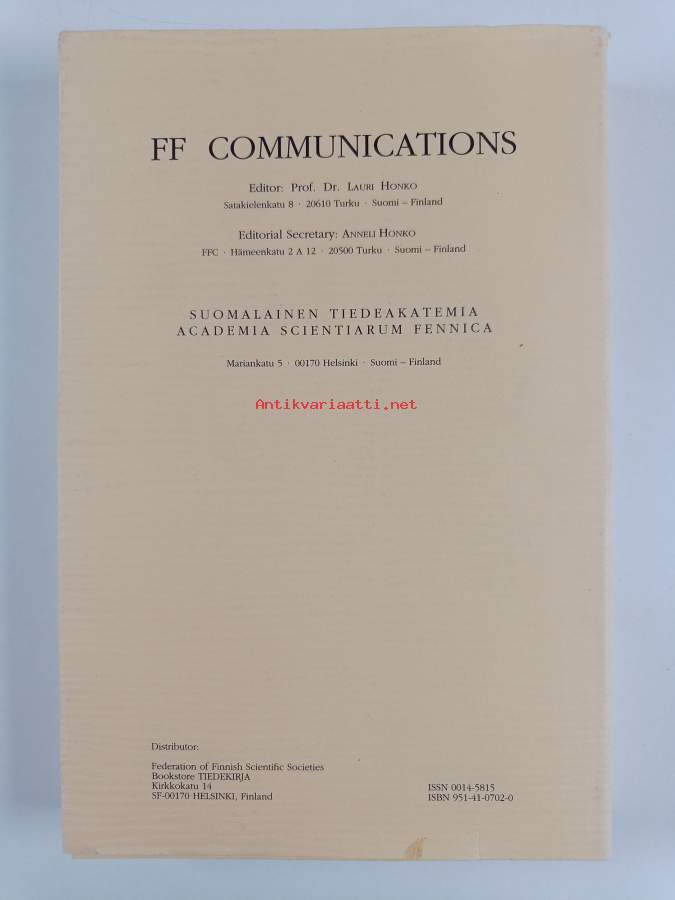 FF COMMUNICATIONS
Editor: Prof. Dr. LAURI HONKO
Satakielenkatu 8 · 20610 Turku · Suomi – Finland
Editorial Secretary: ANNELI HONKO
FFC · Hämeenkatu 2 A 12 · 20500 Turku · Suomi – Finland
SUOMALAINEN TIEDEAKATEMIA
ACADEMIA SCIENTIARUM FENNICA
Mariankatu 5 · 00170 Helsinki · Suomi – Finland
Antikvariaatti.net
Distributor:
Federation of Finnish Scientific Societies
Bookstore TIEDEKIRJA
Kirkkokatu 14
SF-00170 HELSINKI, Finland
ISSN 0014-5815
ISBN 951-41-0702-0